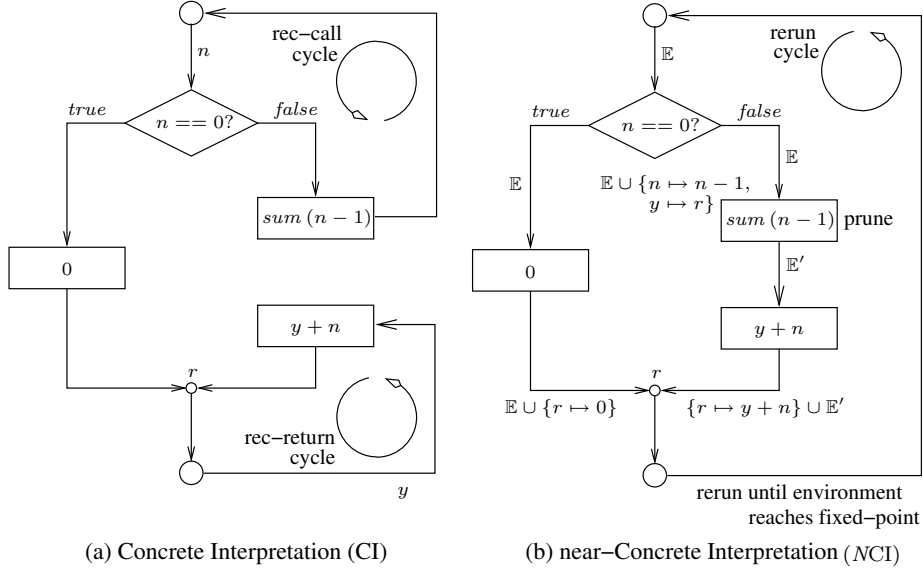 rec−call
cycle
n
true
false
n == 0?
sum (n − 1)
0
y + n
r
rec−return
cycle
y
(a) Concrete Interpretation (CI)
rerun
cycle
𝔼
true
false
n == 0?
𝔼
𝔼
𝔼 ∪ {n ↦ n − 1,
y ↦ r}
sum (n − 1)
prune
0
𝔼′
y + n
r
𝔼 ∪ {r ↦ 0}
{r ↦ y + n} ∪ 𝔼′
rerun until environment
reaches fixed−point
(b) near−Concrete Interpretation (NCI)